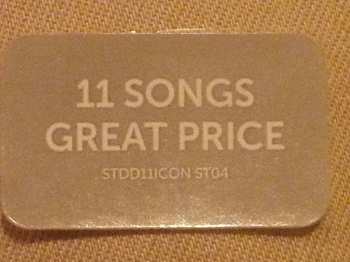 11 SONGS
GREAT PRICE
STDD11ICON ST04